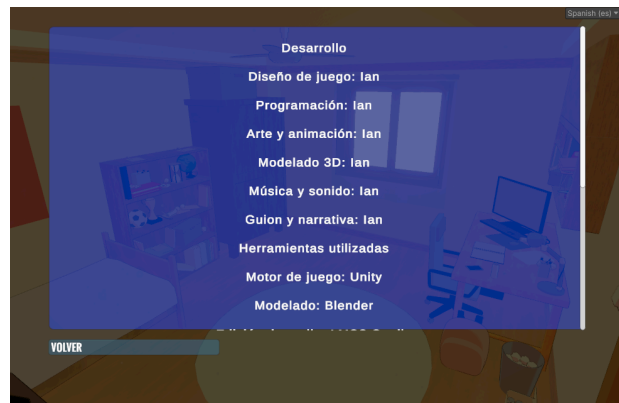 Spanish (es)
Desarrollo
Diseño de juego: Ian
Programación: Ian
Arte y animación: Ian
Modelado 3D: Ian
Música y sonido: Ian
Guion y narrativa: Ian
Herramientas utilizadas
Motor de juego: Unity
Modelado: Blender
VOLVER